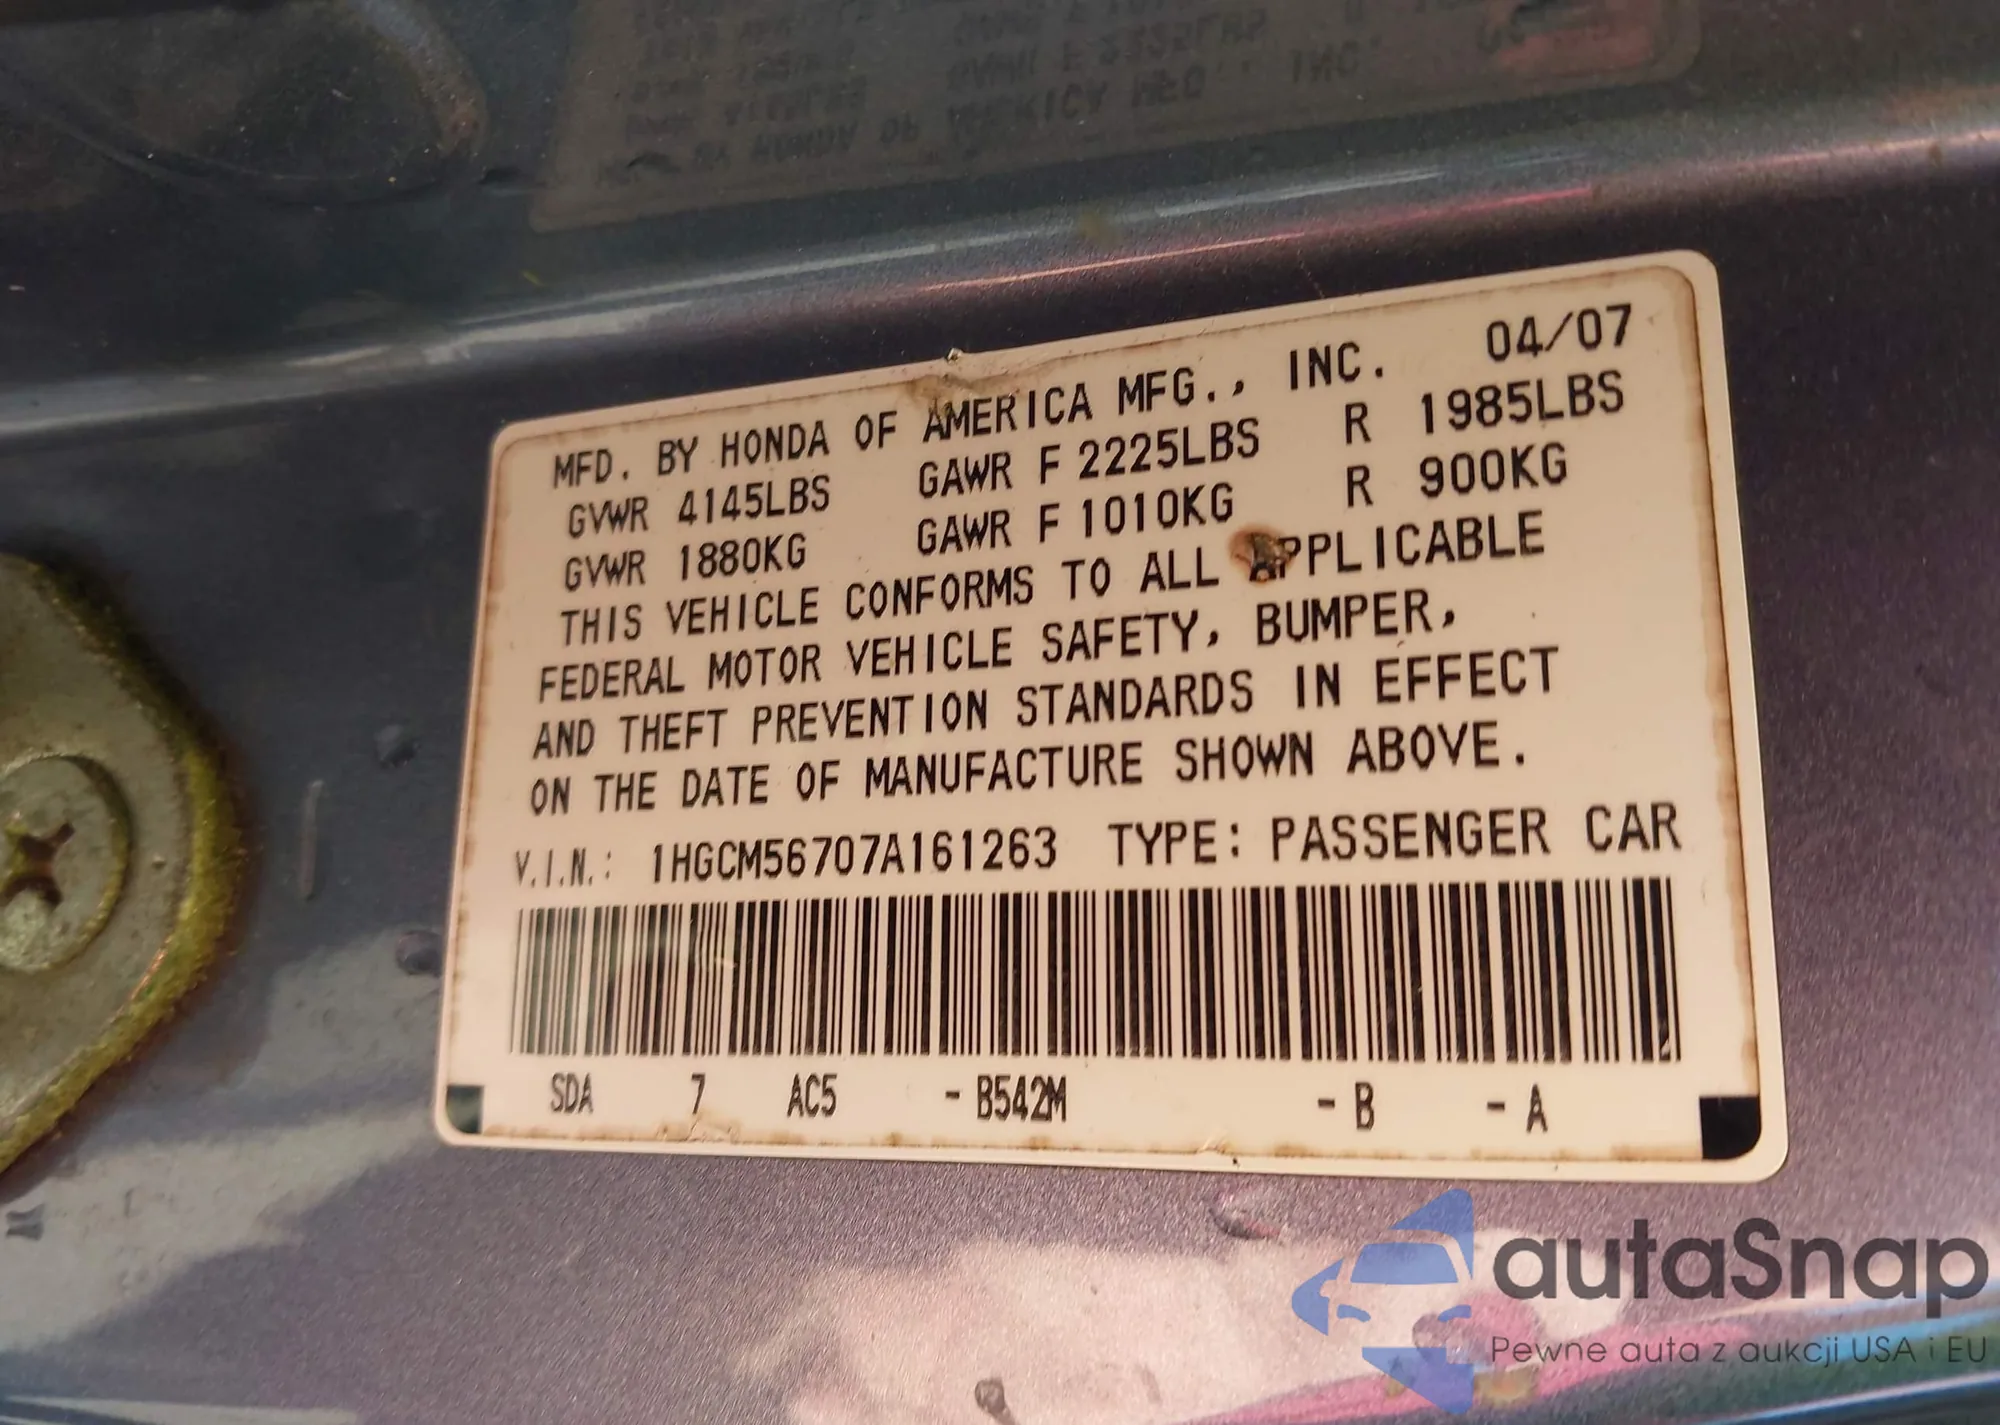 MFD. BY HONDA OF AMERICA MFG., INC. 04/07
GVWR 4145LBS GAWR F 2225LBS R 1985LBS
GVWR 1880KG GAWR F 1010KG R 900KG
THIS VEHICLE CONFORMS TO ALL APPLICABLE
FEDERAL MOTOR VEHICLE SAFETY, BUMPER,
AND THEFT PREVENTION STANDARDS IN EFFECT
ON THE DATE OF MANUFACTURE SHOWN ABOVE.
V.I.N.: 1HGCM56707A161263 TYPE: PASSENGER CAR
SDA 7 AC5 - B542M - B - A
autaSnap
Pewne auta z aukcji USA i EU